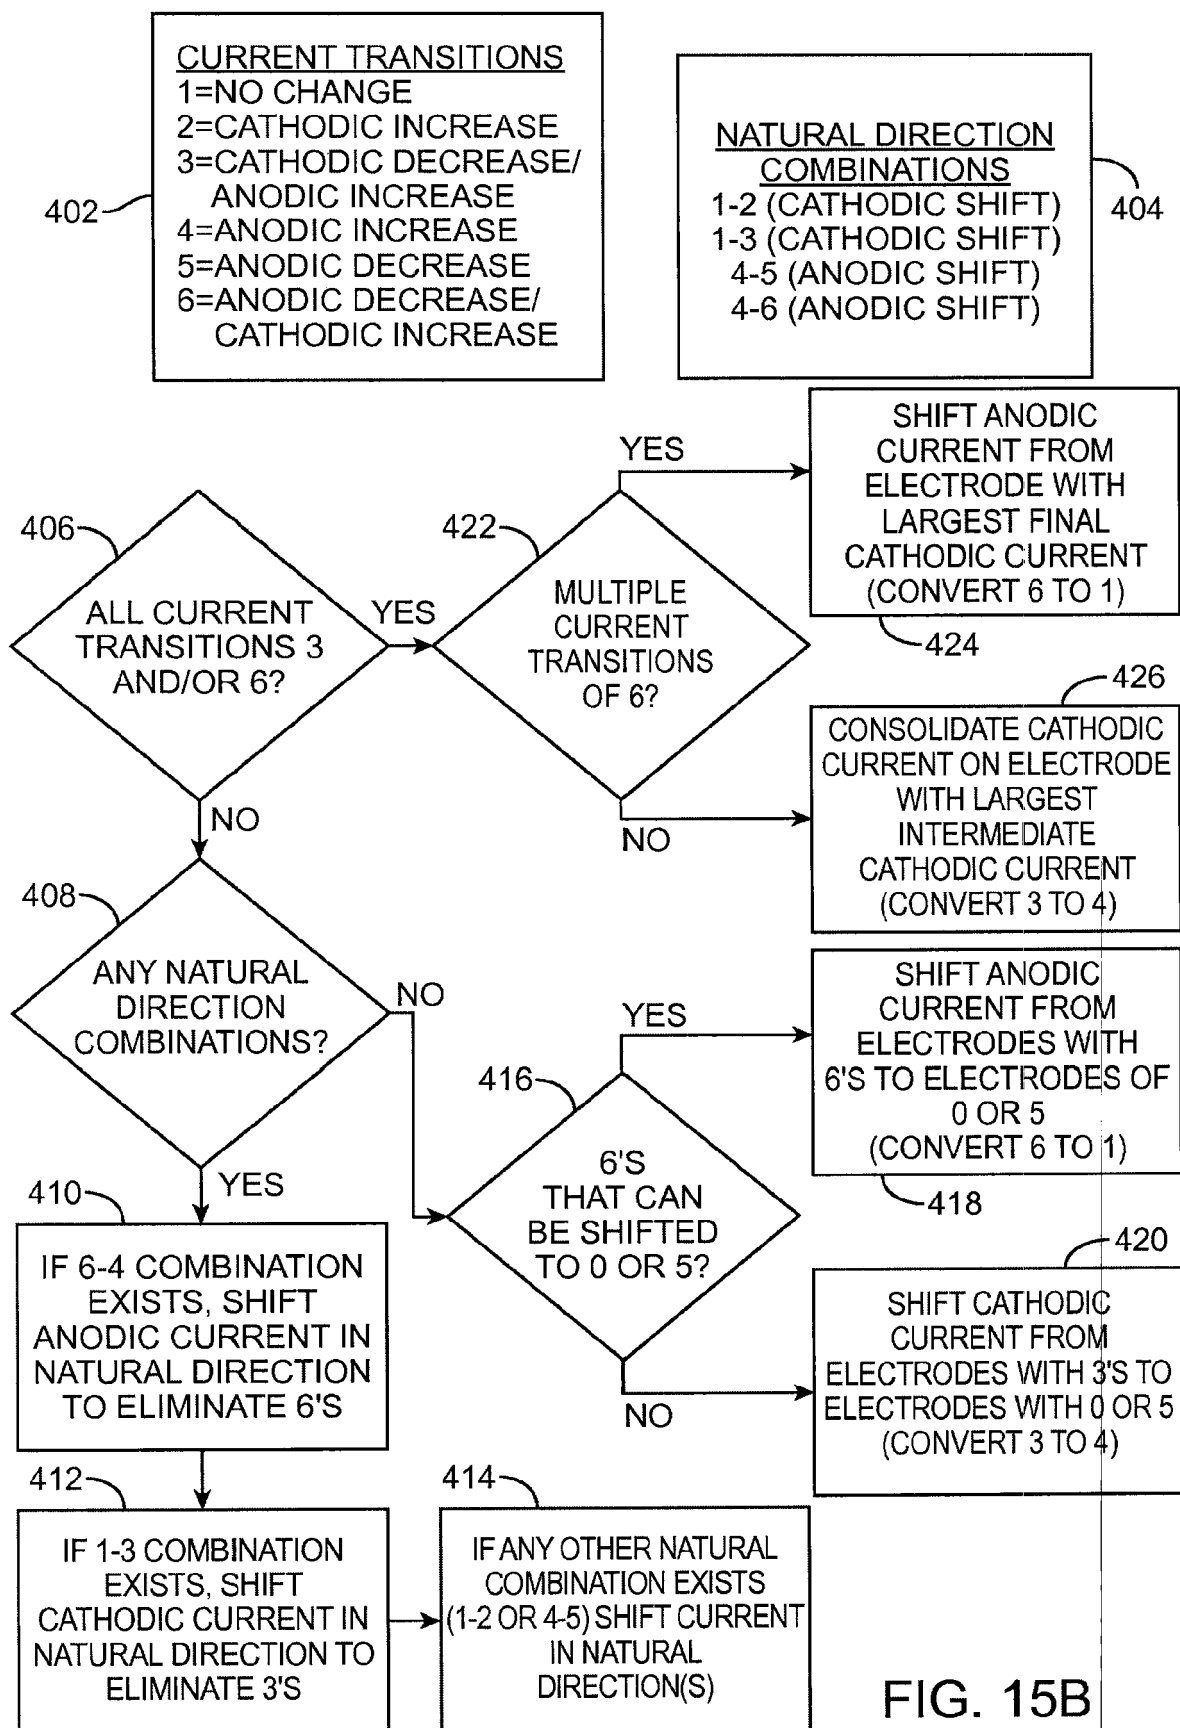 CURRENT TRANSITIONS
1=NO CHANGE
2=CATHODIC INCREASE
3=CATHODIC DECREASE/
ANODIC INCREASE
4=ANODIC INCREASE
5=ANODIC DECREASE
6=ANODIC DECREASE/
CATHODIC INCREASE
402
NATURAL DIRECTION
COMBINATIONS
1-2 (CATHODIC SHIFT)
1-3 (CATHODIC SHIFT)
4-5 (ANODIC SHIFT)
4-6 (ANODIC SHIFT)
404
406
ALL CURRENT
TRANSITIONS 3
AND/OR 6?
YES
NO
422
MULTIPLE
CURRENT
TRANSITIONS
OF 6?
YES
NO
SHIFT ANODIC
CURRENT FROM
ELECTRODE WITH
LARGEST FINAL
CATHODIC CURRENT
(CONVERT 6 TO 1)
424
426
CONSOLIDATE CATHODIC
CURRENT ON ELECTRODE
WITH LARGEST
INTERMEDIATE
CATHODIC CURRENT
(CONVERT 3 TO 4)
408
ANY NATURAL
DIRECTION
COMBINATIONS?
NO
YES
416
6'S
THAT CAN
BE SHIFTED
TO 0 OR 5?
YES
NO
SHIFT ANODIC
CURRENT FROM
ELECTRODES WITH
6'S TO ELECTRODES OF
0 OR 5
(CONVERT 6 TO 1)
418
420
SHIFT CATHODIC
CURRENT FROM
ELECTRODES WITH 3'S TO
ELECTRODES WITH 0 OR 5
(CONVERT 3 TO 4)
410
IF 6-4 COMBINATION
EXISTS, SHIFT
ANODIC CURRENT IN
NATURAL DIRECTION
TO ELIMINATE 6'S
412
IF 1-3 COMBINATION
EXISTS, SHIFT
CATHODIC CURRENT IN
NATURAL DIRECTION TO
ELIMINATE 3'S
414
IF ANY OTHER NATURAL
COMBINATION EXISTS
(1-2 OR 4-5) SHIFT CURRENT
IN NATURAL
DIRECTION(S)
FIG. 15B